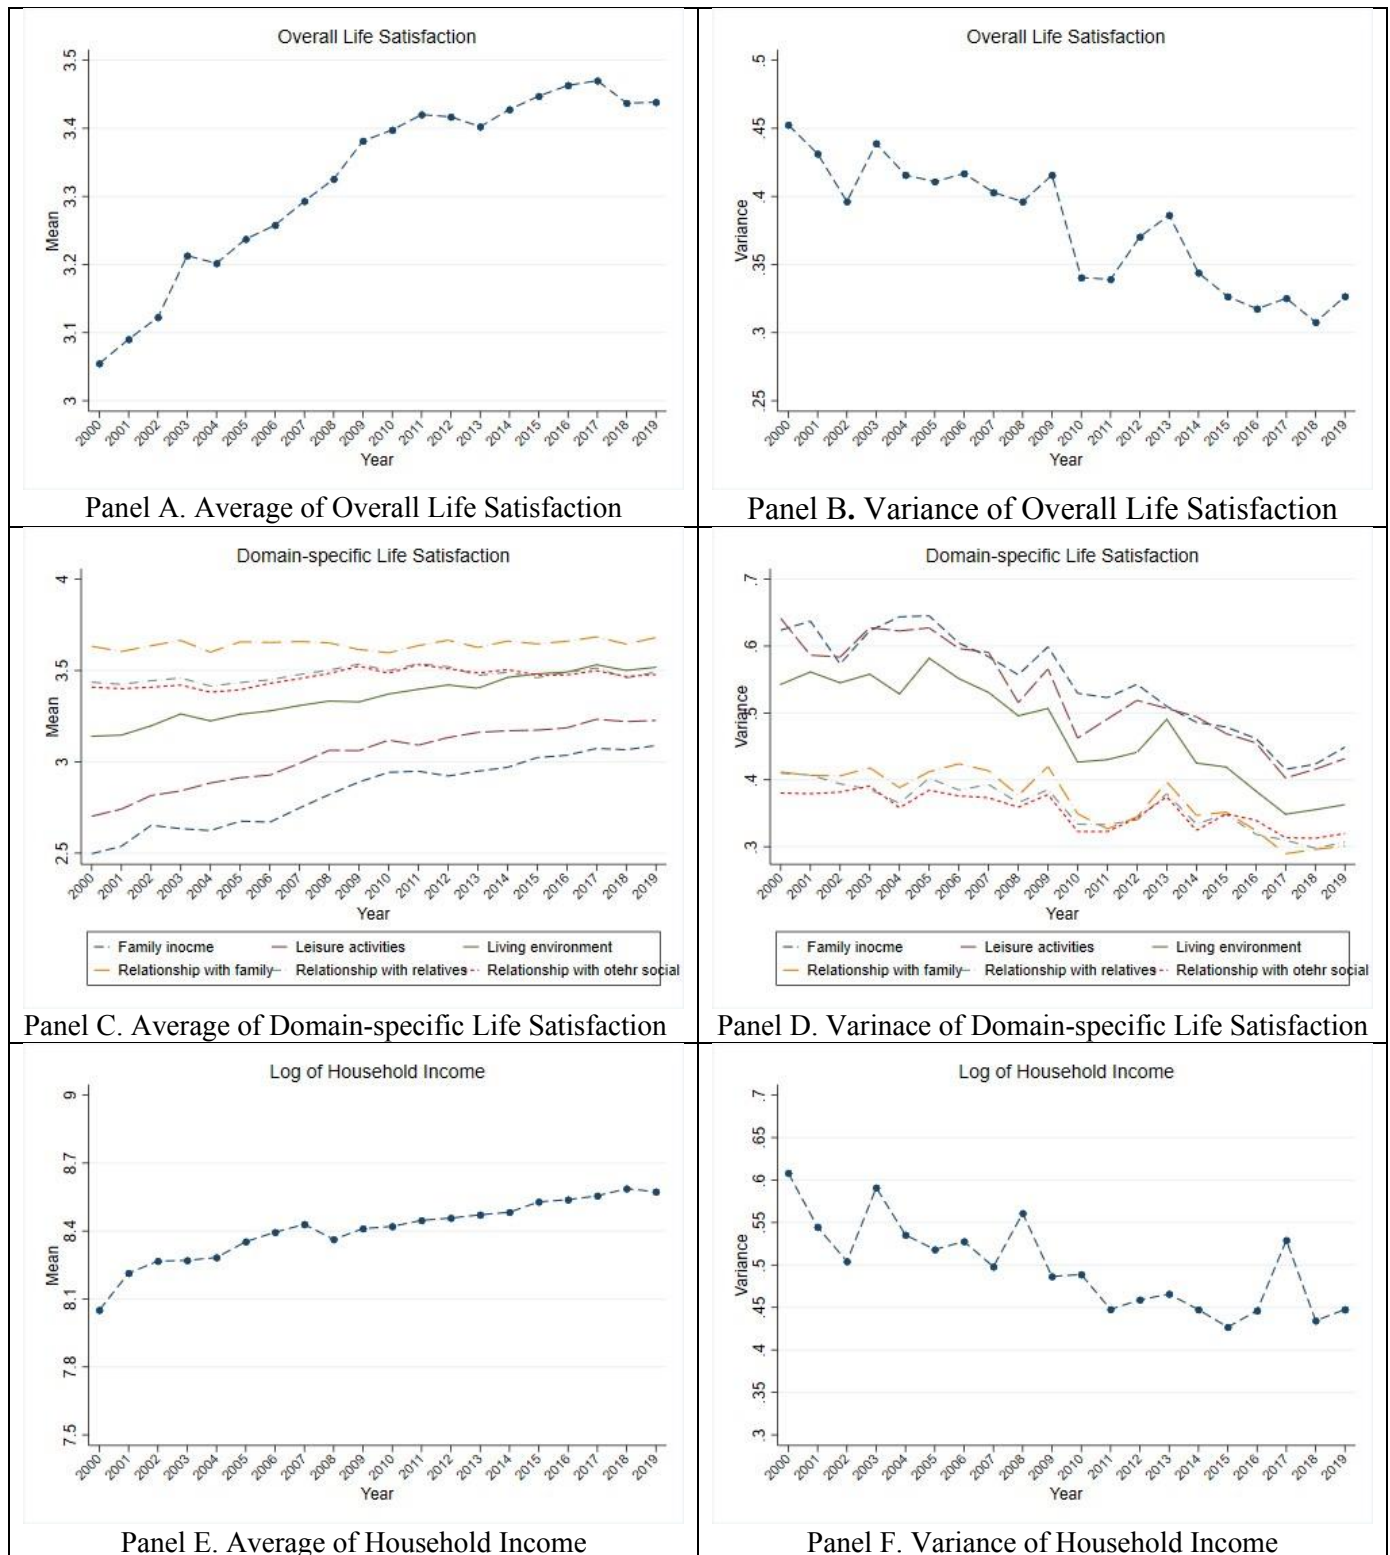 Overall Life Satisfaction
3.5
3.4
3.3
3.2
3.1
3
Mean
2000 2001 2002 2003 2004 2005 2006 2007 2008 2009 2010 2011 2012 2013 2014 2015 2016 2017 2018 2019
Year
Panel A. Average of Overall Life Satisfaction
Overall Life Satisfaction
.5
.45
.4
.35
.3
.25
Variance
2000 2001 2002 2003 2004 2005 2006 2007 2008 2009 2010 2011 2012 2013 2014 2015 2016 2017 2018 2019
Year
Panel B. Variance of Overall Life Satisfaction
Domain-specific Life Satisfaction
4
3.5
3
2.5
Mean
2000 2001 2002 2003 2004 2005 2006 2007 2008 2009 2010 2011 2012 2013 2014 2015 2016 2017 2018 2019
Year
Family inocme Leisure activities Living environment
Relationship with family Relationship with relatives Relationship with otehr social
Panel C. Average of Domain-specific Life Satisfaction
Domain-specific Life Satisfaction
.7
.6
.5
.4
.3
Variance
2000 2001 2002 2003 2004 2005 2006 2007 2008 2009 2010 2011 2012 2013 2014 2015 2016 2017 2018 2019
Year
Family inocme Leisure activities Living environment
Relationship with family Relationship with relatives Relationship with otehr social
Panel D. Varinace of Domain-specific Life Satisfaction
Log of Household Income
9
8.7
8.4
8.1
7.8
7.5
Mean
2000 2001 2002 2003 2004 2005 2006 2007 2008 2009 2010 2011 2012 2013 2014 2015 2016 2017 2018 2019
Year
Panel E. Average of Household Income
Log of Household Income
.7
.65
.6
.55
.5
.45
.4
.35
.3
Variance
2000 2001 2002 2003 2004 2005 2006 2007 2008 2009 2010 2011 2012 2013 2014 2015 2016 2017 2018 2019
Year
Panel F. Variance of Household Income